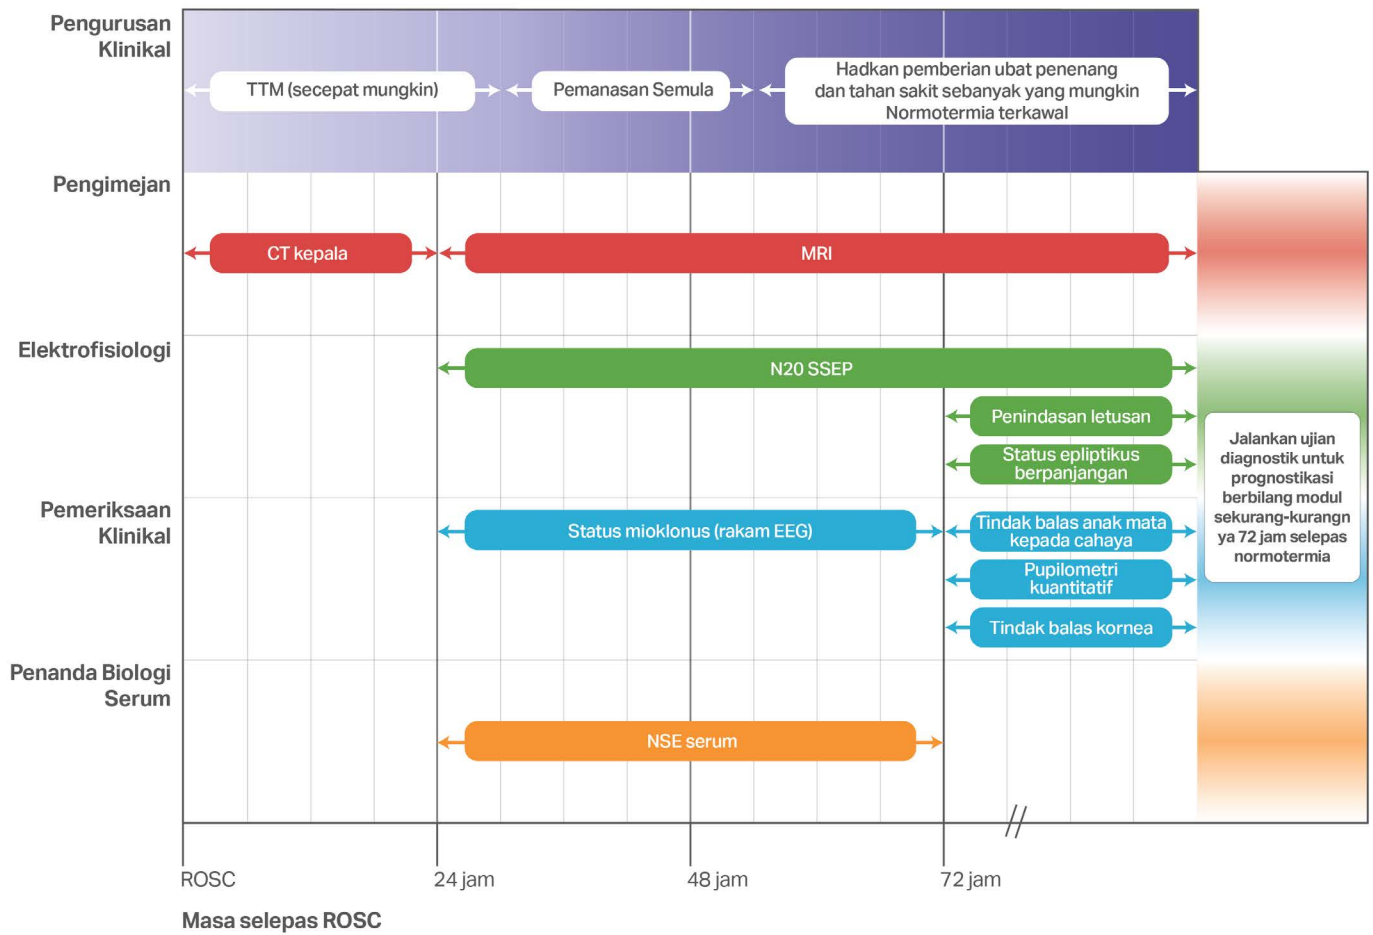 Pengurusan
Klinikal
TTM (secepat mungkin)
Pemanasan Semula
Hadkan pemberian ubat penenang
dan tahan sakit sebanyak yang mungkin
Normotermia terkawal
Pengimejan
CT kepala
MRI
Elektrofisiologi
N20 SSEP
Penindasan letusan
Status epliptikus
berpanjangan
Pemeriksaan
Klinikal
Status mioklonus (rakam EEG)
Tindak balas anak mata
kepada cahaya
Pupilometri
kuantitatif
Tindak balas kornea
Jalankan ujian
diagnostik untuk
prognostikasi
berbilang modul
sekurang-kurangn
ya 72 jam selepas
normotermia
Penanda Biologi
Serum
NSE serum
ROSC
24 jam
48 jam
72 jam
Masa selepas ROSC